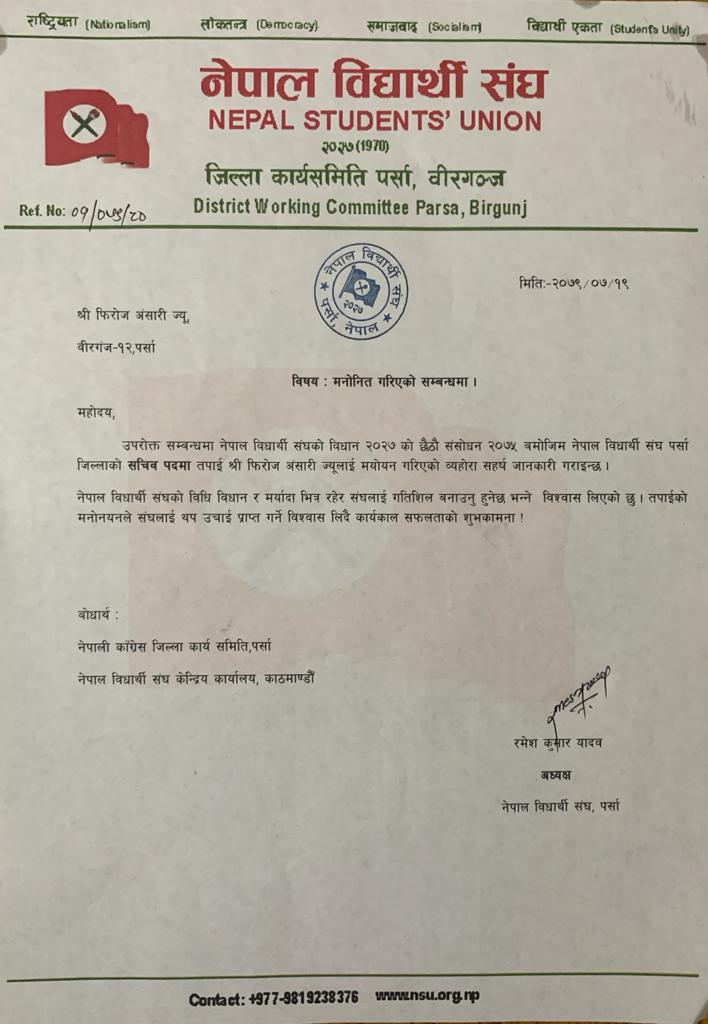 राष्ट्रियता (Nationalism) लोकतन्त्र (Democracy) समाजवाद (Socialism) विद्यार्थी एकता (Students Unity)
नेपाल विद्यार्थी संघ
NEPAL STUDENTS' UNION
२०२७(1970)
जिल्ला कार्यसमिति पर्सा, वीरगञ्ज
Ref. No: 09/079/20 District Working Committee Parsa, Birgunj
नेपाल विद्यार्थी संघ
२०२७
पर्सा, नेपाल
मिति:-२०७९/०७/१९
श्री फिरोज अंसारी ज्यू,
वीरगंज-१२,पर्सा
विषय : मनोनित गरिएको सम्बन्धमा ।
महोदय,
उपरोक्त सम्बन्धमा नेपाल विद्यार्थी संघको विधान २०२७ को छैठौ संसोधन २०७५ बमोजिम नेपाल विद्यार्थी संघ पर्सा
जिल्लाको सचिव पदमा तपाई श्री फिरोज अंसारी ज्यूलाई मयोयन गरिएको व्यहोरा सहर्ष जानकारी गराइन्छ ।
नेपाल विद्यार्थी संघको विधि विधान र मर्यादा भित्र रहेर संघलाई गतिशिल बनाउनु हुनेछ भन्ने विश्वास लिएको छु । तपाईको
मनोनयनले संघलाई थप उचाई प्राप्त गर्ने विश्वास लिदै कार्यकाल सफलताको शुभकामना !
बोधार्थ :
नेपाली काँग्रेस जिल्ला कार्य समिति,पर्सा
नेपाल विद्यार्थी संघ केन्द्रिय कार्यालय, काठमाण्डौं
रमेश कुमार यादव
अध्यक्ष
नेपाल विद्यार्थी संघ, पर्सा
Contact: +977-9819238376 www.nsu.org.np